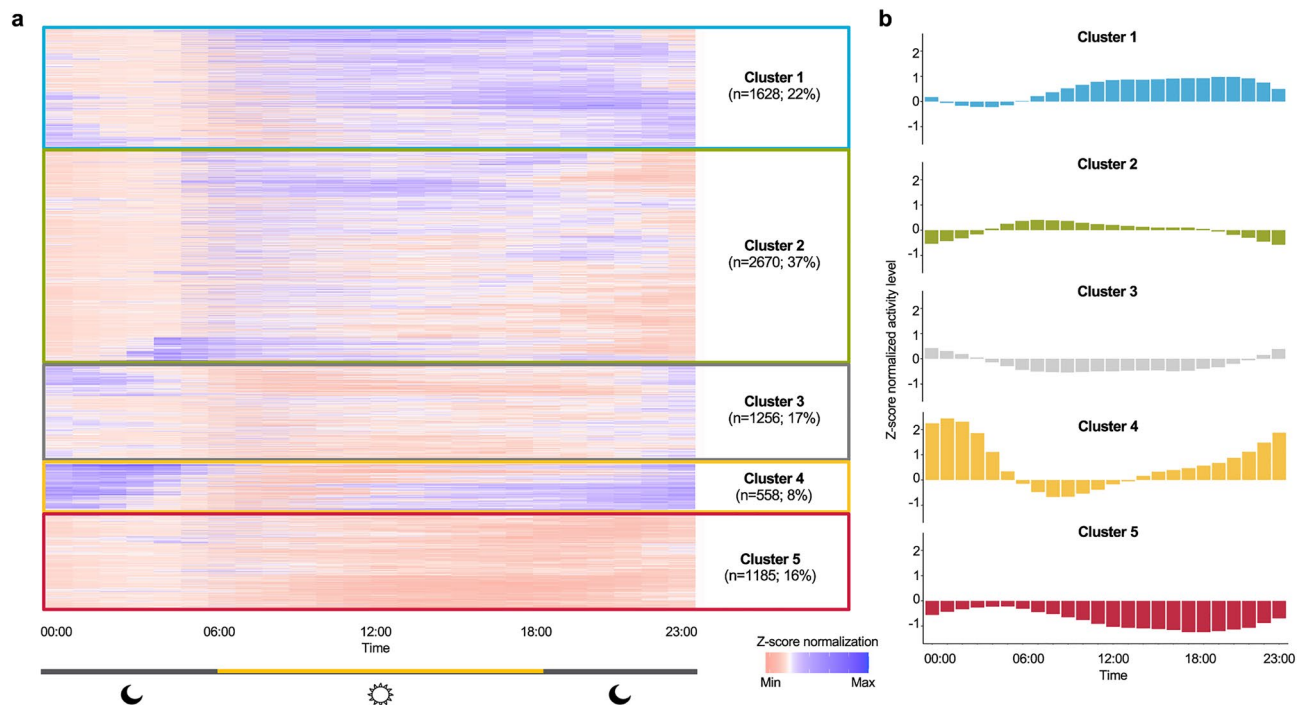 a
Cluster 1
(n=1628; 22%)
Cluster 2
(n=2670; 37%)
Cluster 3
(n=1256; 17%)
Cluster 4
(n=558; 8%)
Cluster 5
(n=1185; 16%)
00:00 06:00 12:00 18:00 23:00
Time
Z-score normalization
Min Max
b
Z-score normalized activity level
Cluster 1
2
1
0
-1
Cluster 2
2
1
0
-1
Cluster 3
2
1
0
-1
Cluster 4
2
1
0
-1
Cluster 5
2
1
0
-1
00:00 06:00 12:00 18:00 23:00
Time